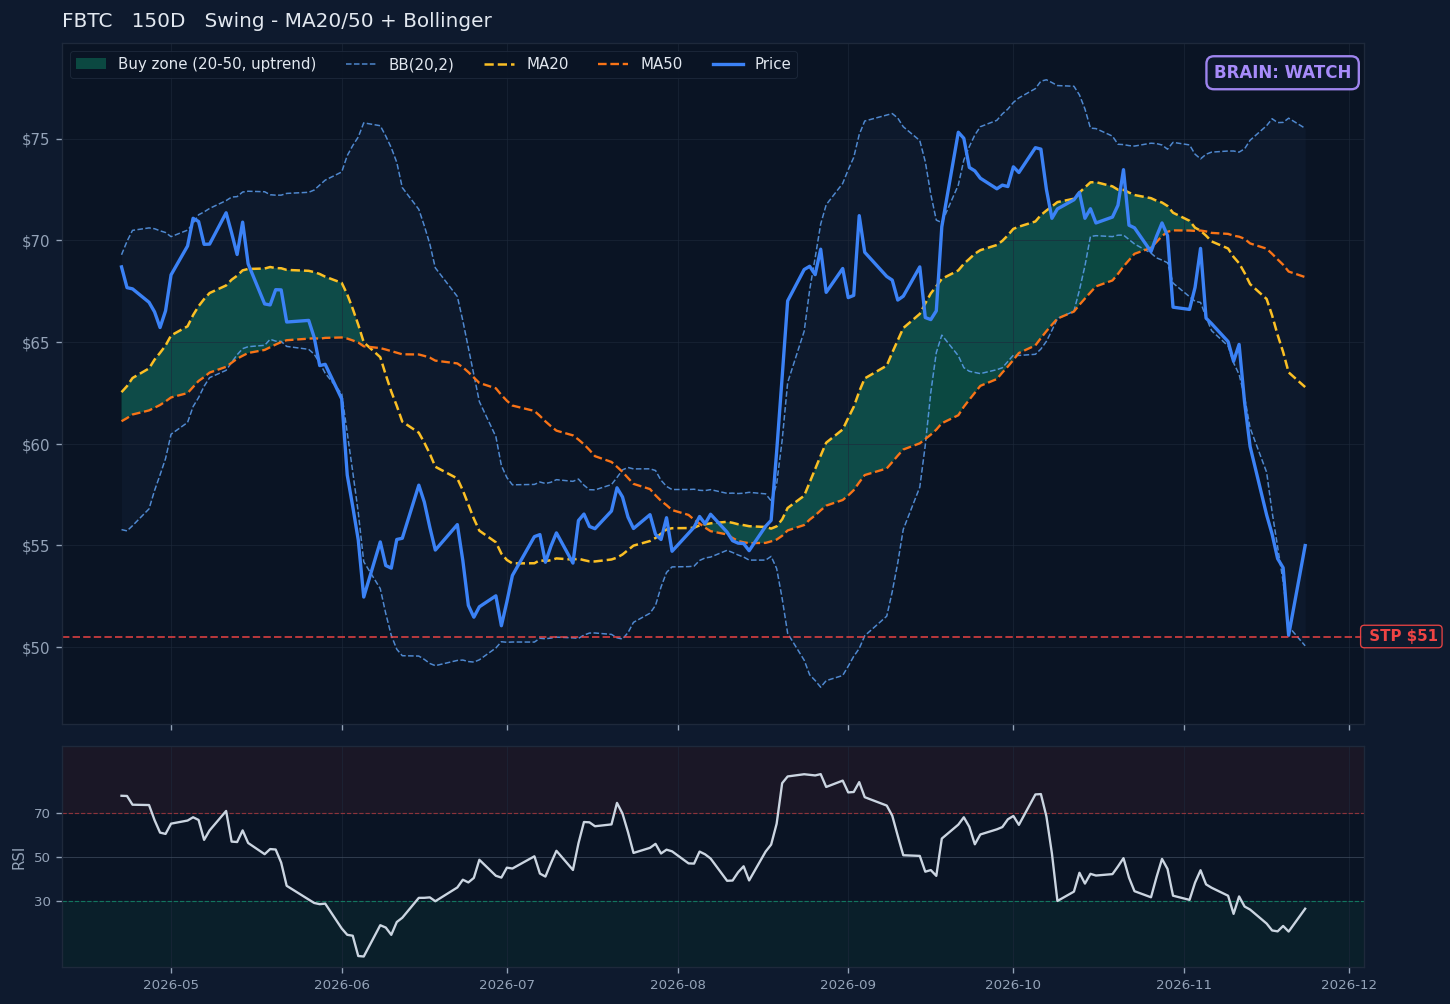 FBTC   150D   Swing - MA20/50 + Bollinger
Buy zone (20-50, uptrend)   BB(20,2)   MA20   MA50   Price
BRAIN: WATCH
$75
$70
$65
$60
$55
$50
STP $51
RSI
70
50
30
2026-05   2026-06   2026-07   2026-08   2026-09   2026-10   2026-11   2026-12